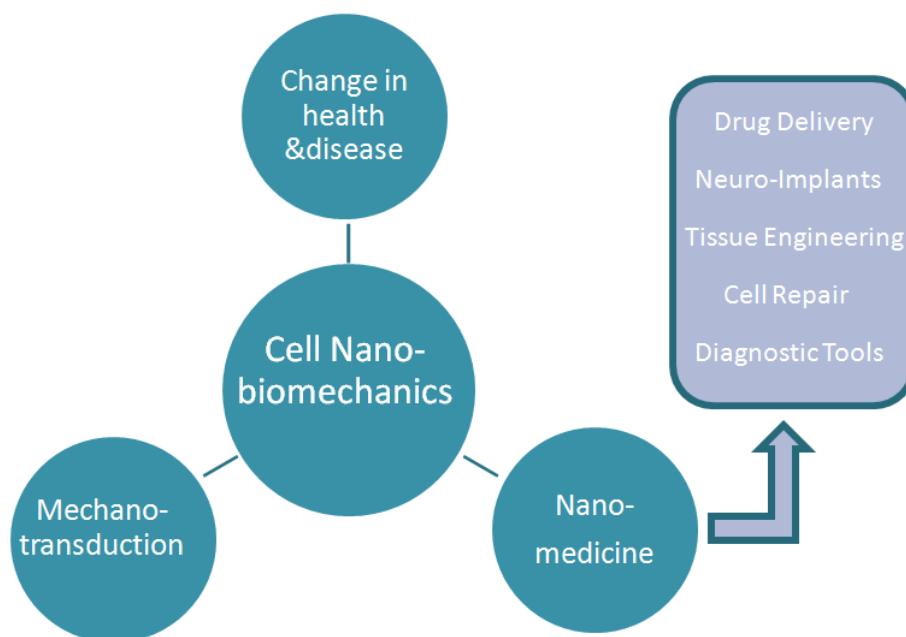 Change in
health
&disease
Drug Delivery
Neuro-Implants
Tissue Engineering
Cell Repair
Diagnostic Tools
Cell Nano-
biomechanics
Mechano-
transduction
Nano-
medicine